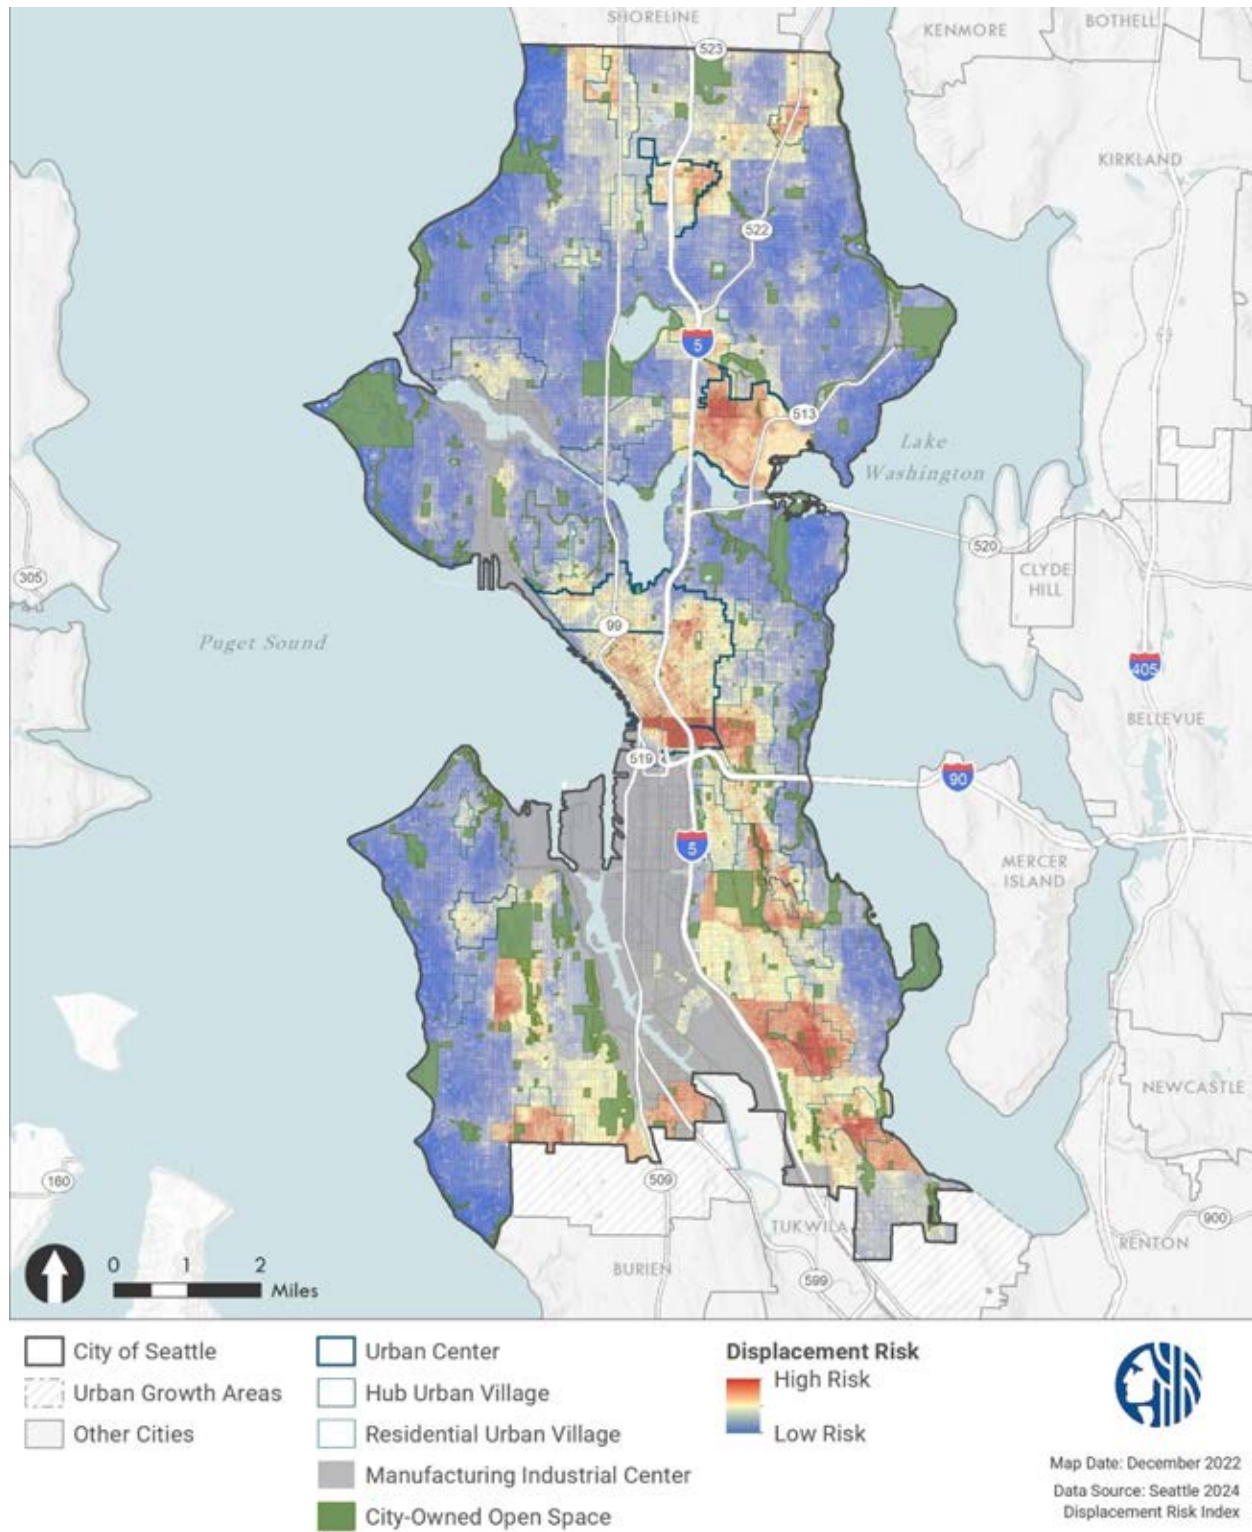 SHORELINE
KENMORE
BOTHELL
523
KIRKLAND
522
5
513
Lake
Washington
520
305
CLYDE
HILL
99
Puget Sound
405
BELLEVUE
519
90
5
MERCER
ISLAND
NEWCASTLE
160
509
900
TUKWILA
RENTON
BURIEN
599
0 1 2
Miles
City of Seattle
Urban Growth Areas
Other Cities
Urban Center
Hub Urban Village
Residential Urban Village
Manufacturing Industrial Center
City-Owned Open Space
Displacement Risk
High Risk
Low Risk
Map Date: December 2022
Data Source: Seattle 2024
Displacement Risk Index